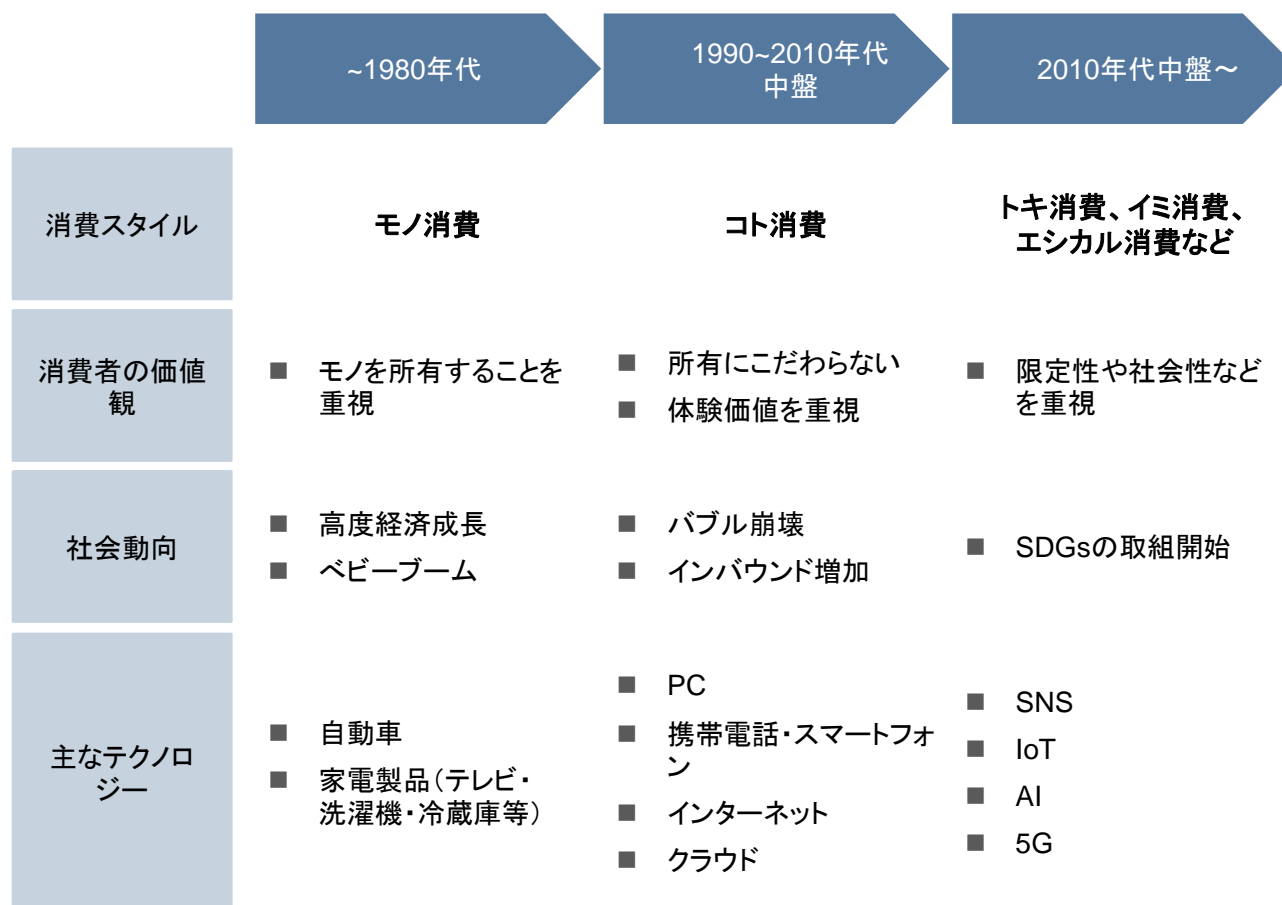 ~1980年代
1990~2010年代
中盤
2010年代中盤～
消費スタイル
モノ消費
コト消費
トキ消費、イミ消費、
エシカル消費など
消費者の価値
観
■ モノを所有することを
重視
■ 所有にこだわらない
■ 体験価値を重視
■ 限定性や社会性など
を重視
社会動向
■ 高度経済成長
■ ベビーブーム
■ バブル崩壊
■ インバウンド増加
■ SDGsの取組開始
主なテクノロ
ジー
■ 自動車
■ 家電製品（テレビ・
洗濯機・冷蔵庫等）
■ PC
■ 携帯電話・スマートフォ
ン
■ インターネット
■ クラウド
■ SNS
■ IoT
■ AI
■ 5G